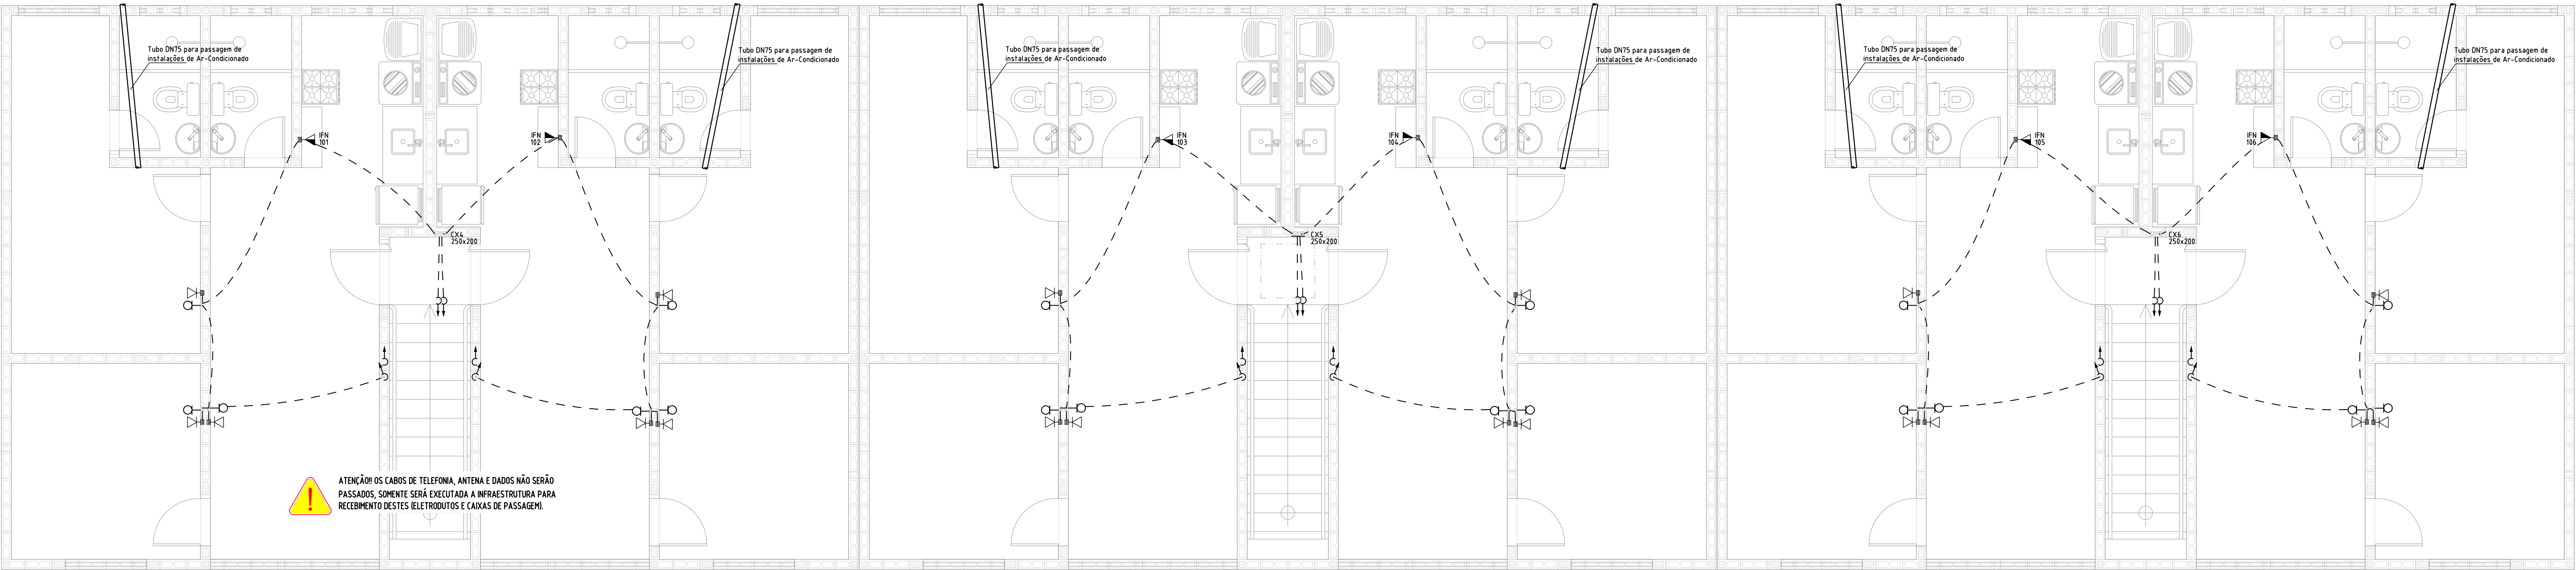 Tubo DN75 para passagem de
instalações de Ar-Condicionado
Tubo DN75 para passagem de
instalações de Ar-Condicionado
Tubo DN75 para passagem de
instalações de Ar-Condicionado
Tubo DN75 para passagem de
instalações de Ar-Condicionado
Tubo DN75 para passagem de
instalações de Ar-Condicionado
Tubo DN75 para passagem de
instalações de Ar-Condicionado
IFN
101
IFN
102
IFN
103
IFN
104
IFN
105
IFN
106
CX4
250x200
CX5
250x200
CX6
250x200
ATENÇÃO!! OS CABOS DE TELEFONIA, ANTENA E DADOS NÃO SERÃO
PASSADOS, SOMENTE SERÁ EXECUTADA A INFRAESTRUTURA PARA
RECEBIMENTO DESTES (ELETRODUTOS E CAIXAS DE PASSAGEM).